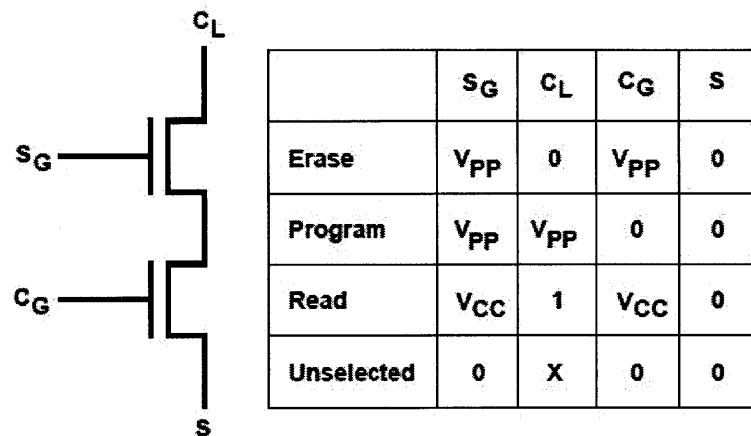 CL
SG
CG
S
SG CL CG S
Erase VPP 0 VPP 0
Program VPP VPP 0 0
Read VCC 1 VCC 0
Unselected 0 X 0 0